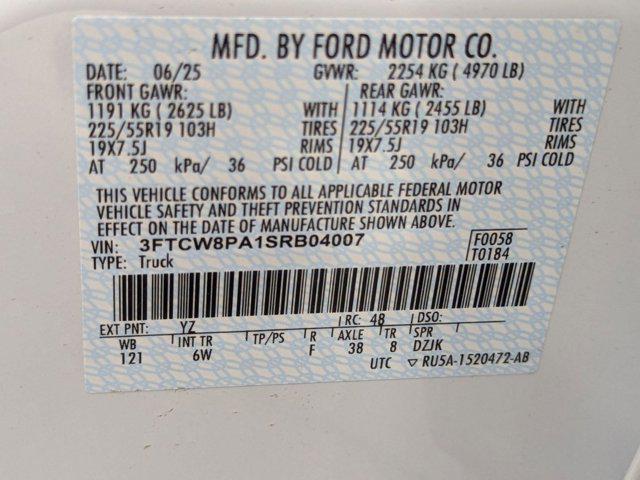 MFD. BY FORD MOTOR CO.
DATE: 06/25 GVWR: 2254 KG ( 4970 LB)
FRONT GAWR: REAR GAWR:
1191 KG ( 2625 LB) WITH 1114 KG ( 2455 LB) WITH
225/55R19 103H TIRES 225/55R19 103H TIRES
19X7.5J RIMS 19X7.5J RIMS
AT 250 kPa/ 36 PSI COLD AT 250 kPa/ 36 PSI COLD
THIS VEHICLE CONFORMS TO ALL APPLICABLE FEDERAL MOTOR
VEHICLE SAFETY AND THEFT PREVENTION STANDARDS IN
EFFECT ON THE DATE OF MANUFACTURE SHOWN ABOVE.
VIN: 3FTCW8PA1SRB04007 F0058
TYPE: Truck T0184
EXT PNT: YZ RC: 48 DSO:
WB INT TR TP/PS R AXLE TR SPR
121 6W F 38 8 DZJK
UTC ▽ RU5A-1520472-AB